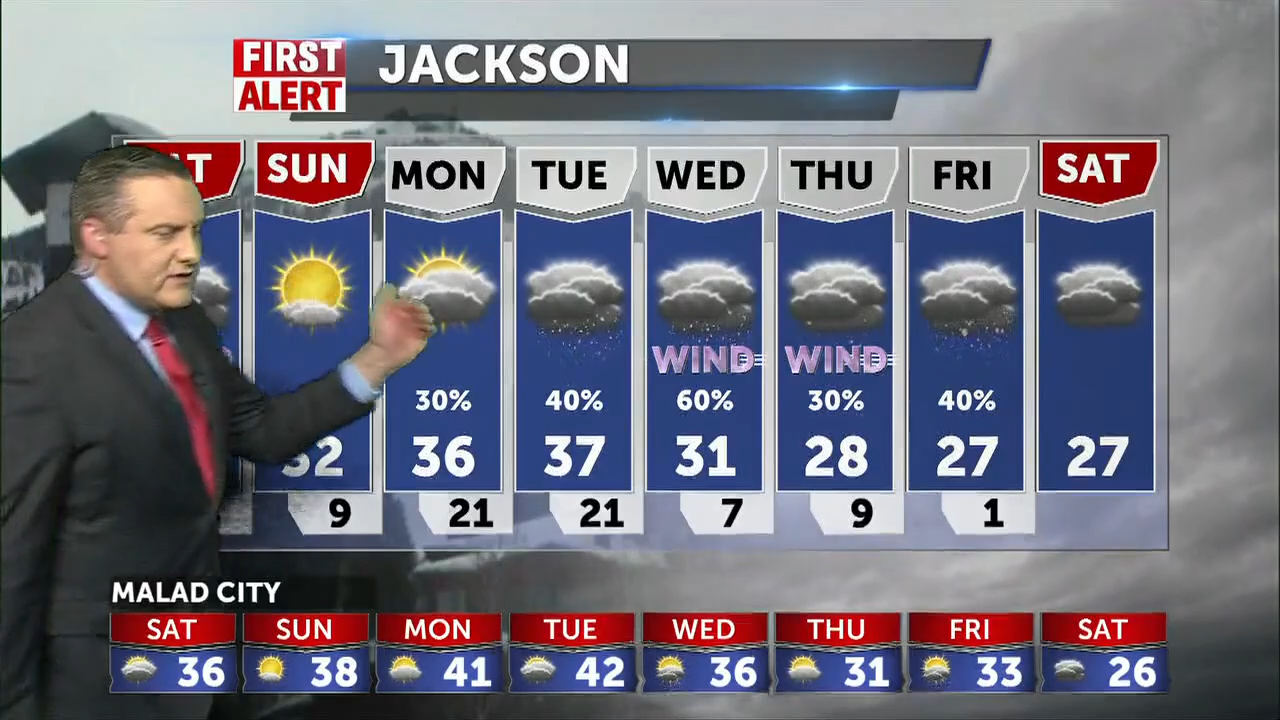 FIRST
ALERT
JACKSON
SUN MON TUE WED THU FRI SAT
WIND WIND
30% 40% 60% 30% 40%
36 37 31 28 27 27
9 21 21 7 9 1
MALAD CITY
SAT SUN MON TUE WED THU FRI SAT
36 38 41 42 36 31 33 26